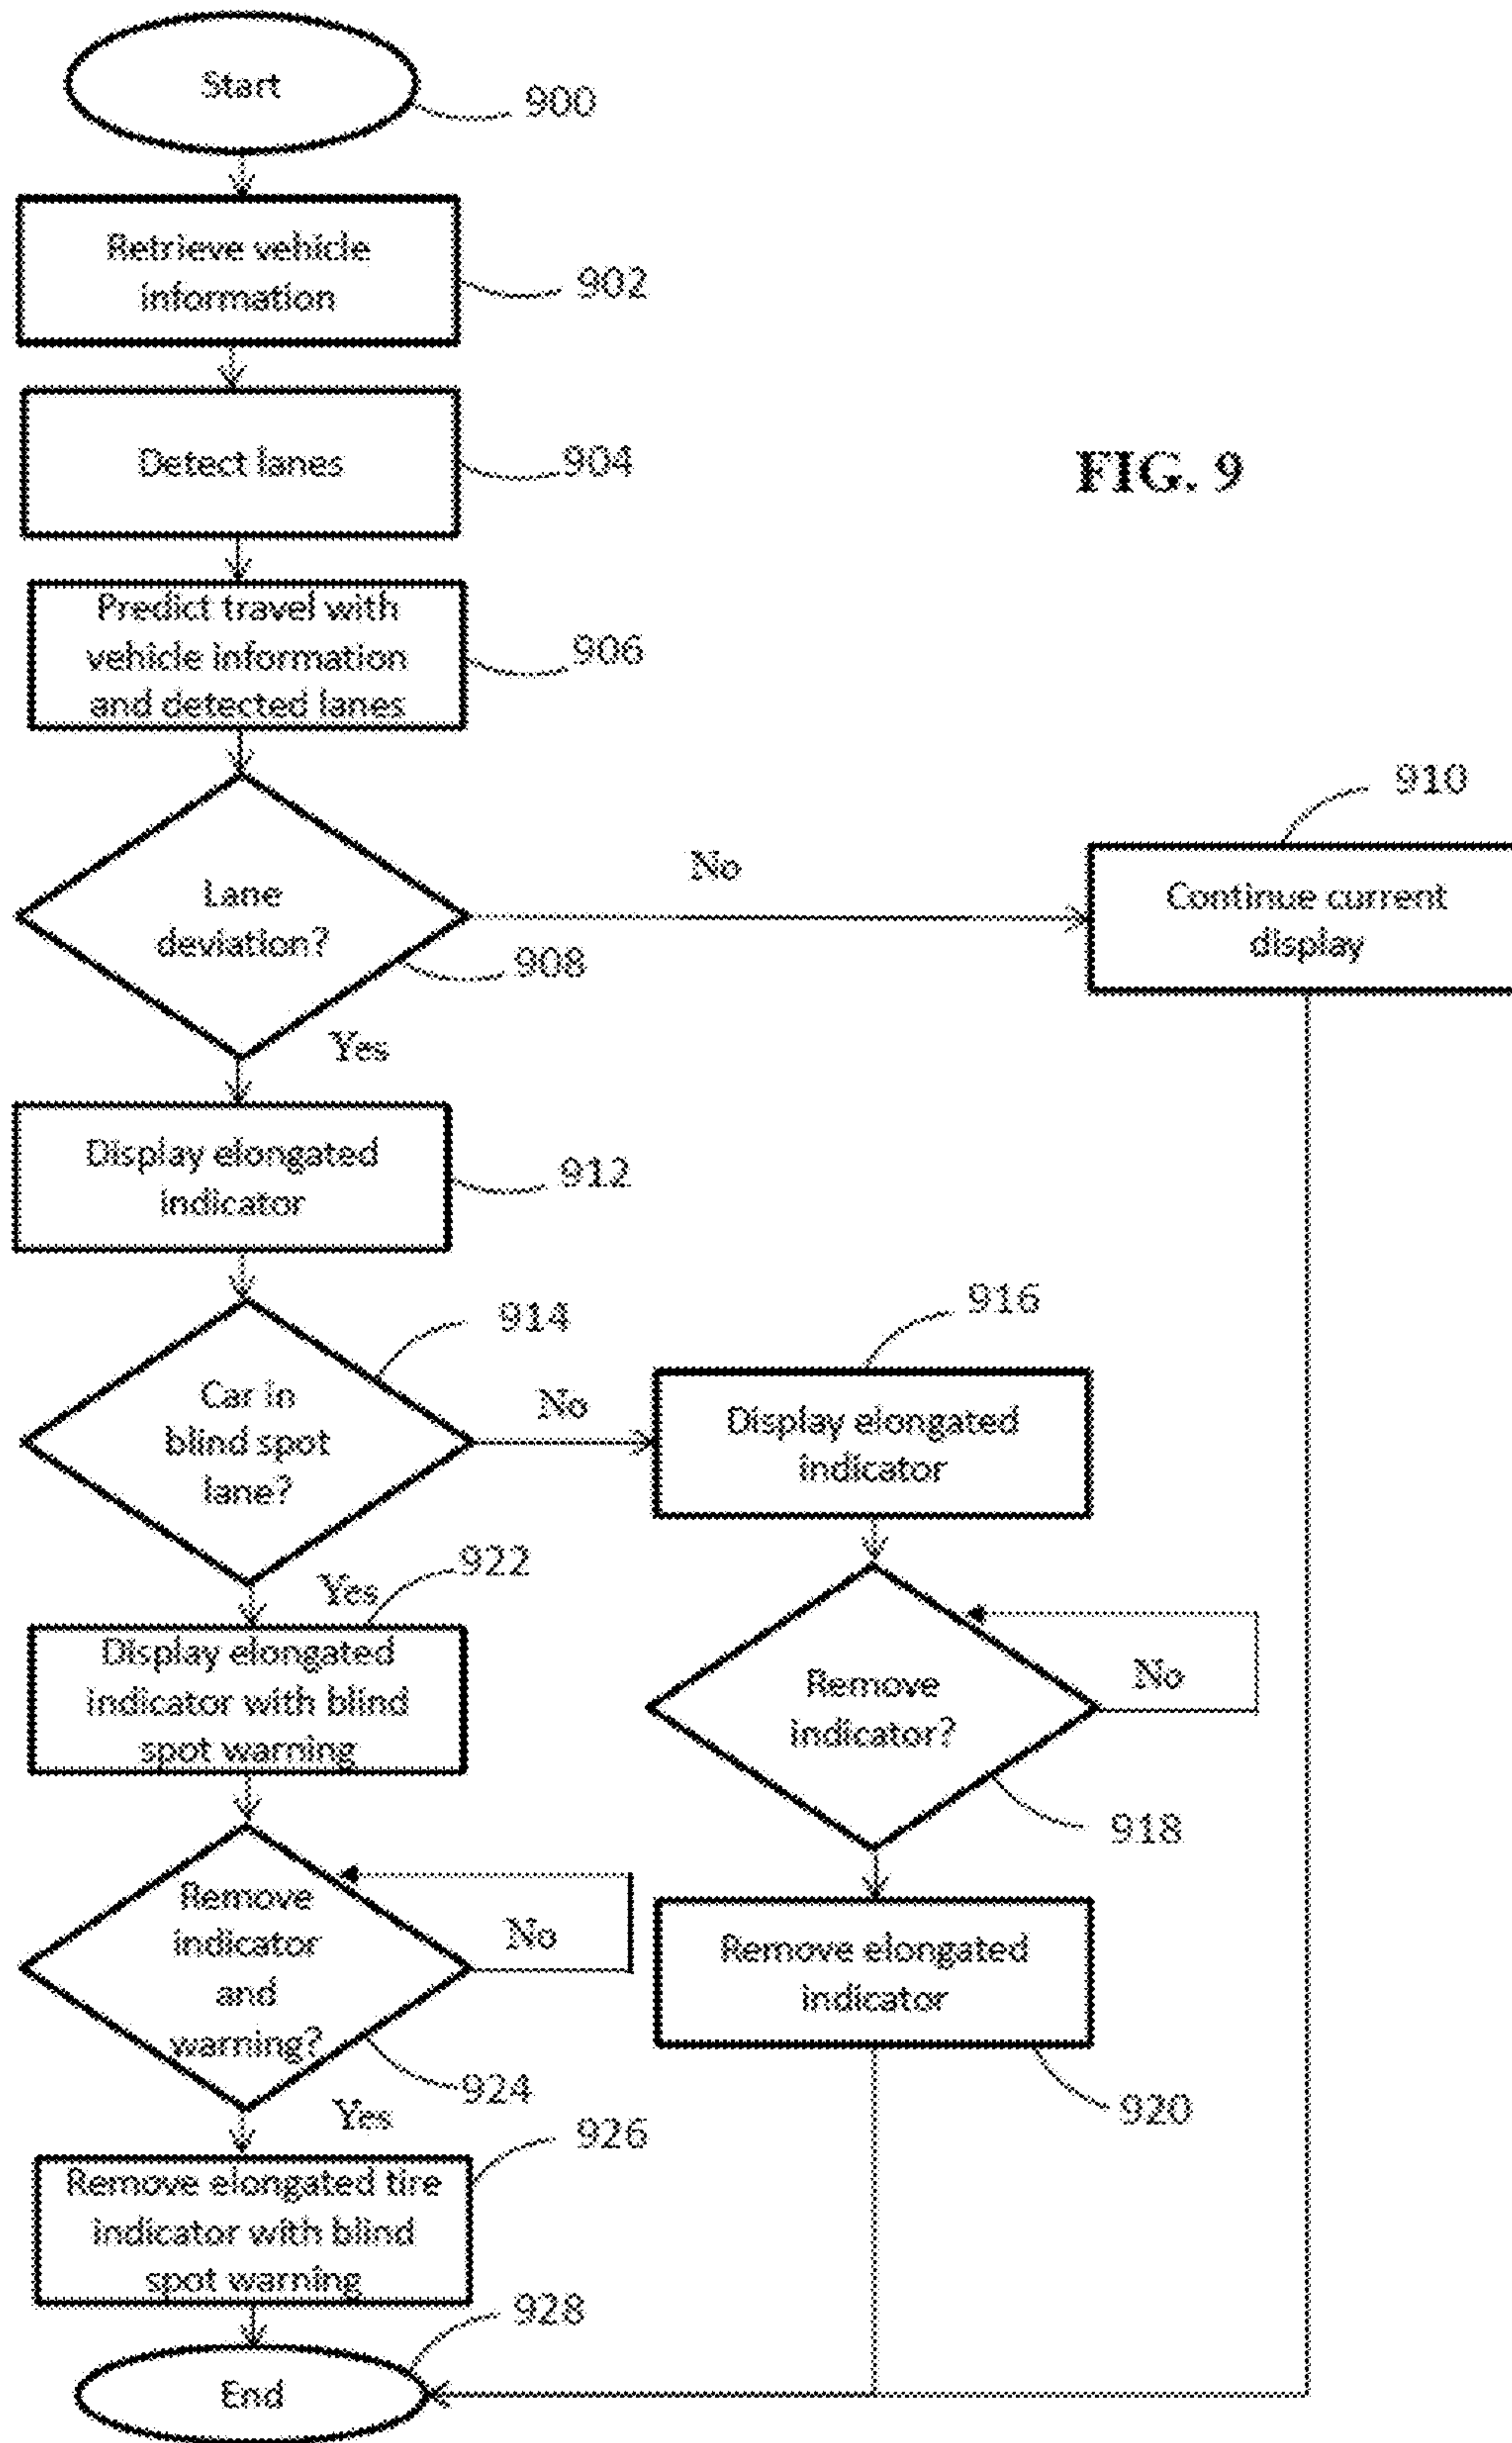 Start
900
Retrieve vehicle
information
902
Detect lanes
904
FIG. 9
Predict travel with
vehicle information
and detected lanes
906
Lane
deviation?
908
No
910
Continue current
display
Yes
Display elongated
indicator
912
Car in
blind spot
lane?
914
No
916
Display elongated
indicator
Yes
922
Display elongated
indicator with blind
spot warning
Remove
indicator?
No
918
Remove
indicator
and
warning?
No
924
Remove elongated
indicator
920
Yes
926
Remove elongated tire
indicator with blind
spot warning
928
End